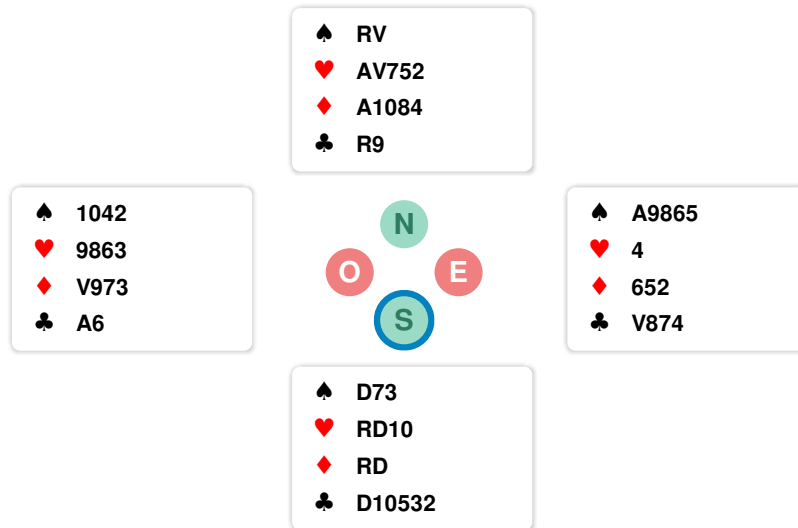 ♠ RV
♥ AV752
♦ A1084
♣ R9
♠ 1042
♥ 9863
♦ V973
♣ A6
N
O E
S
♠ A9865
♥ 4
♦ 652
♣ V874
♠ D73
♥ RD10
♦ RD
♣ D10532